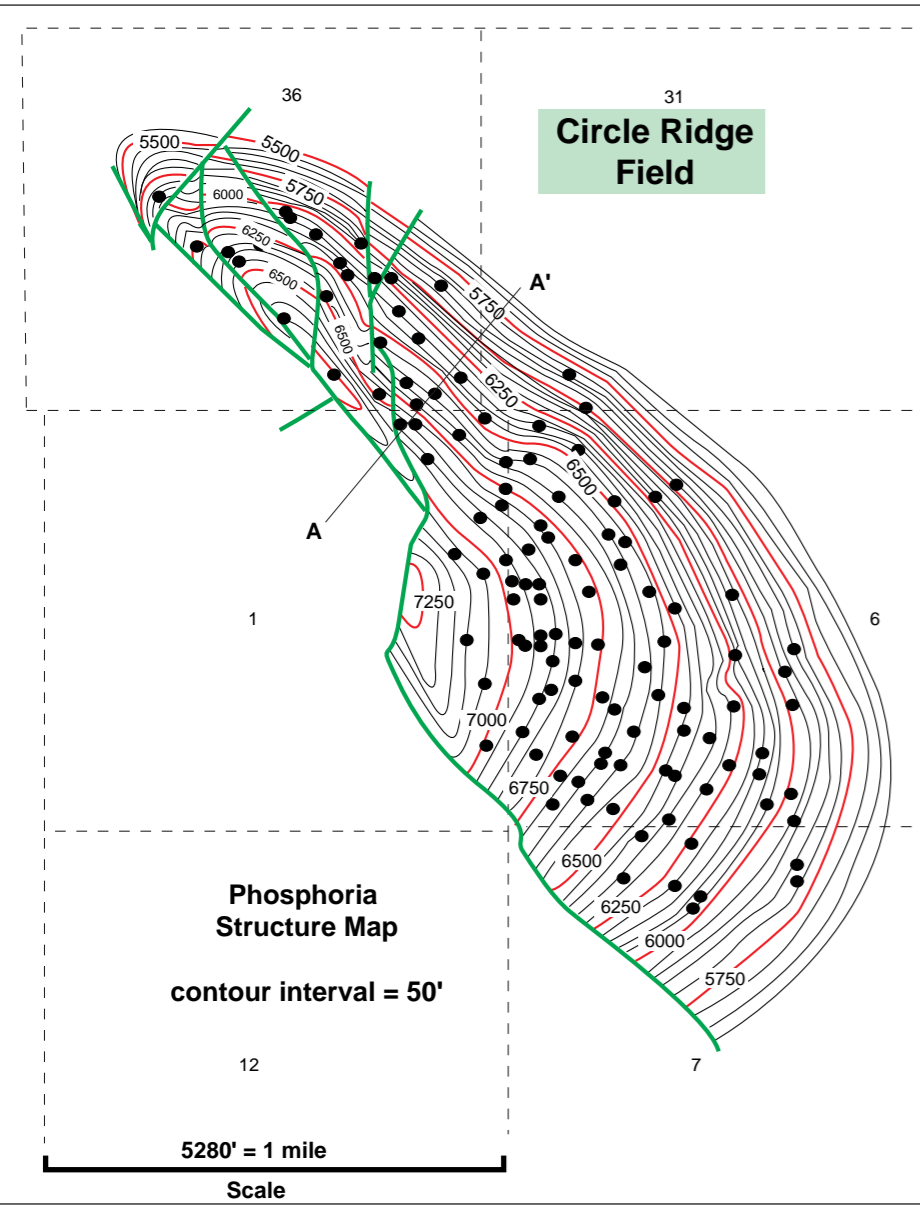 36
31
Circle Ridge
Field
5500
5500
5750
6000
6250
6500
6500
5750
A'
6250
6500
A
1
7250
6
7000
6750
6500
6250
6000
5750
Phosphoria
Structure Map
contour interval = 50'
12
7
5280' = 1 mile
Scale